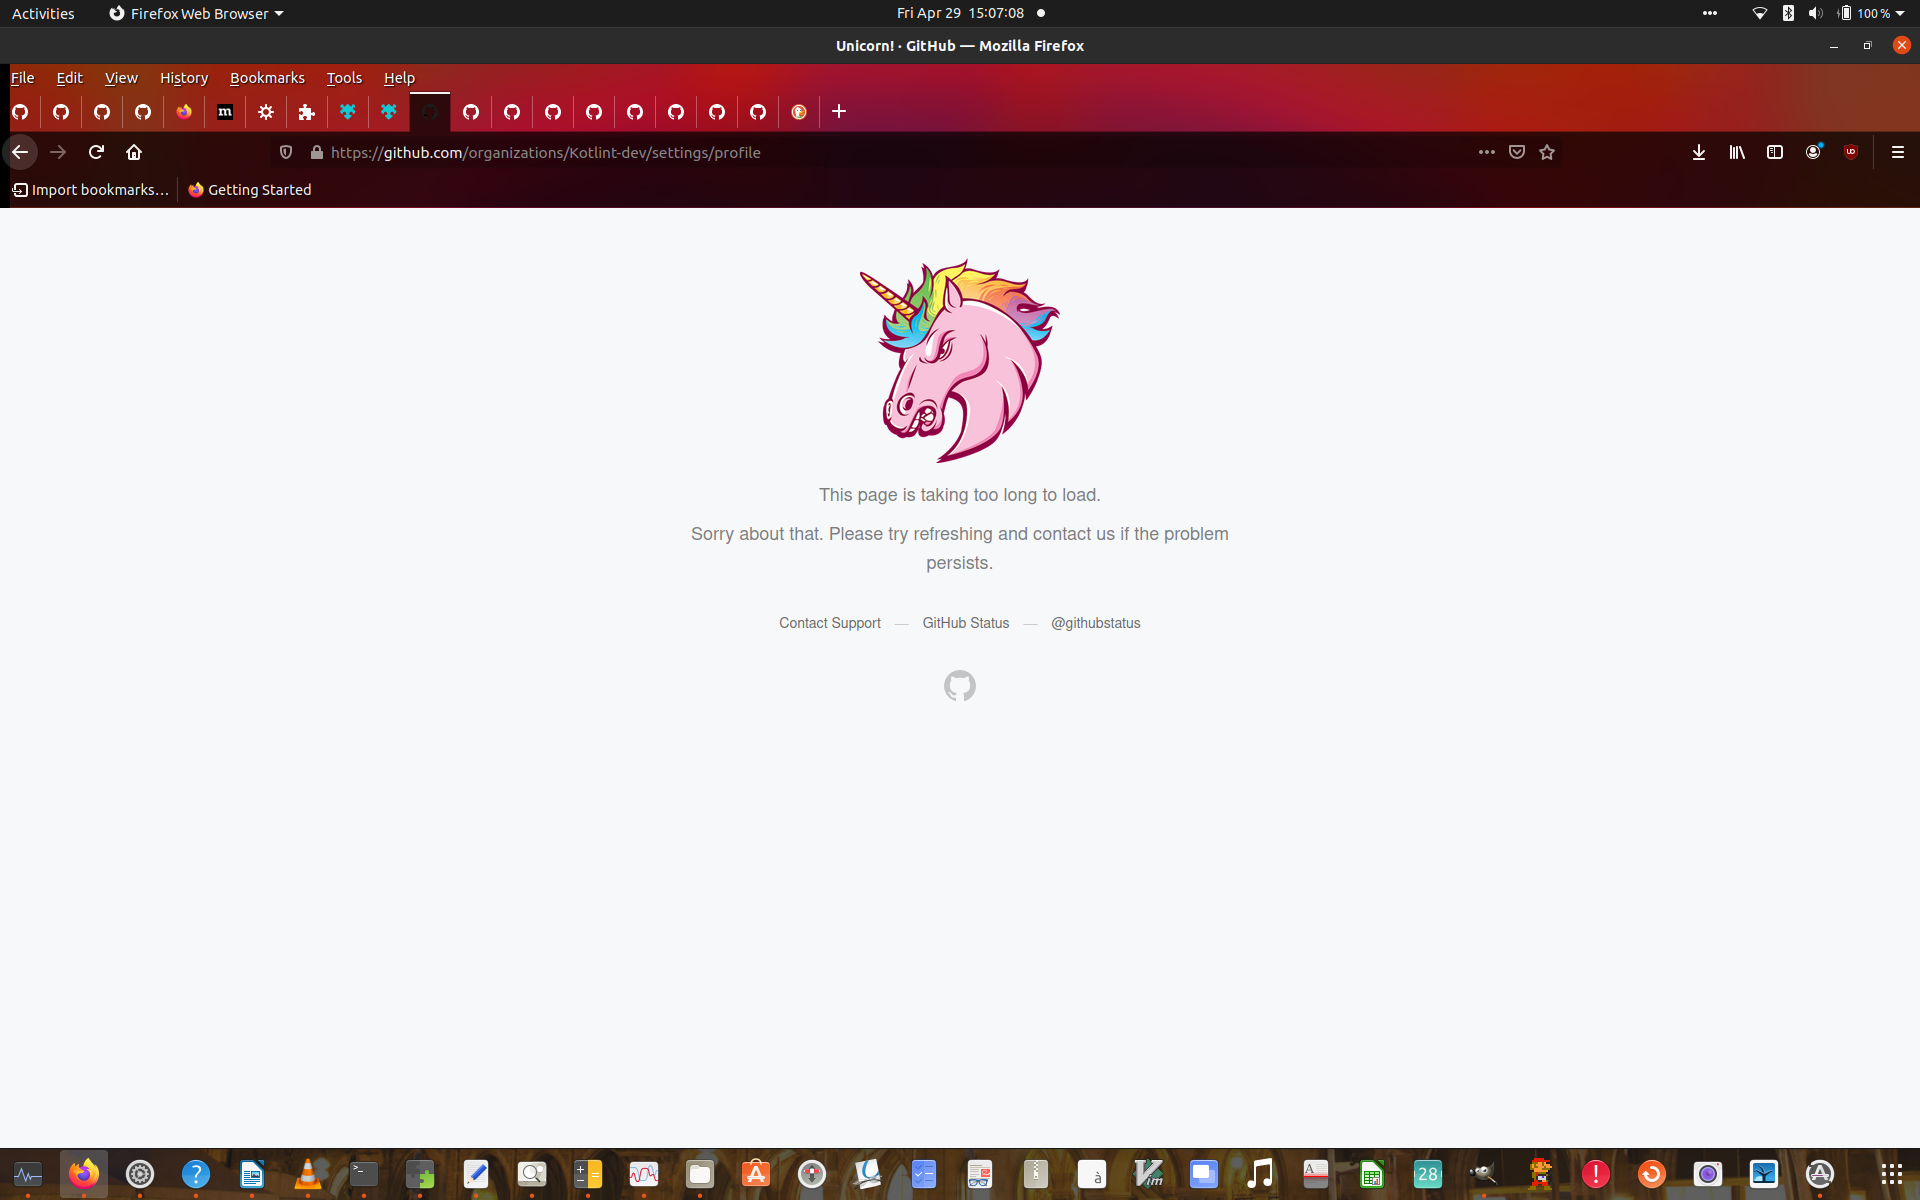 Activities Firefox Web Browser Fri Apr 29 15:07:08 100 %
Unicorn! · GitHub — Mozilla Firefox
File Edit View History Bookmarks Tools Help
m
https://github.com/organizations/Kotlint-dev/settings/profile
Import bookmarks… Getting Started
This page is taking too long to load.
Sorry about that. Please try refreshing and contact us if the problem
persists.
Contact Support — GitHub Status — @githubstatus
? >_ à Vim A 28 !